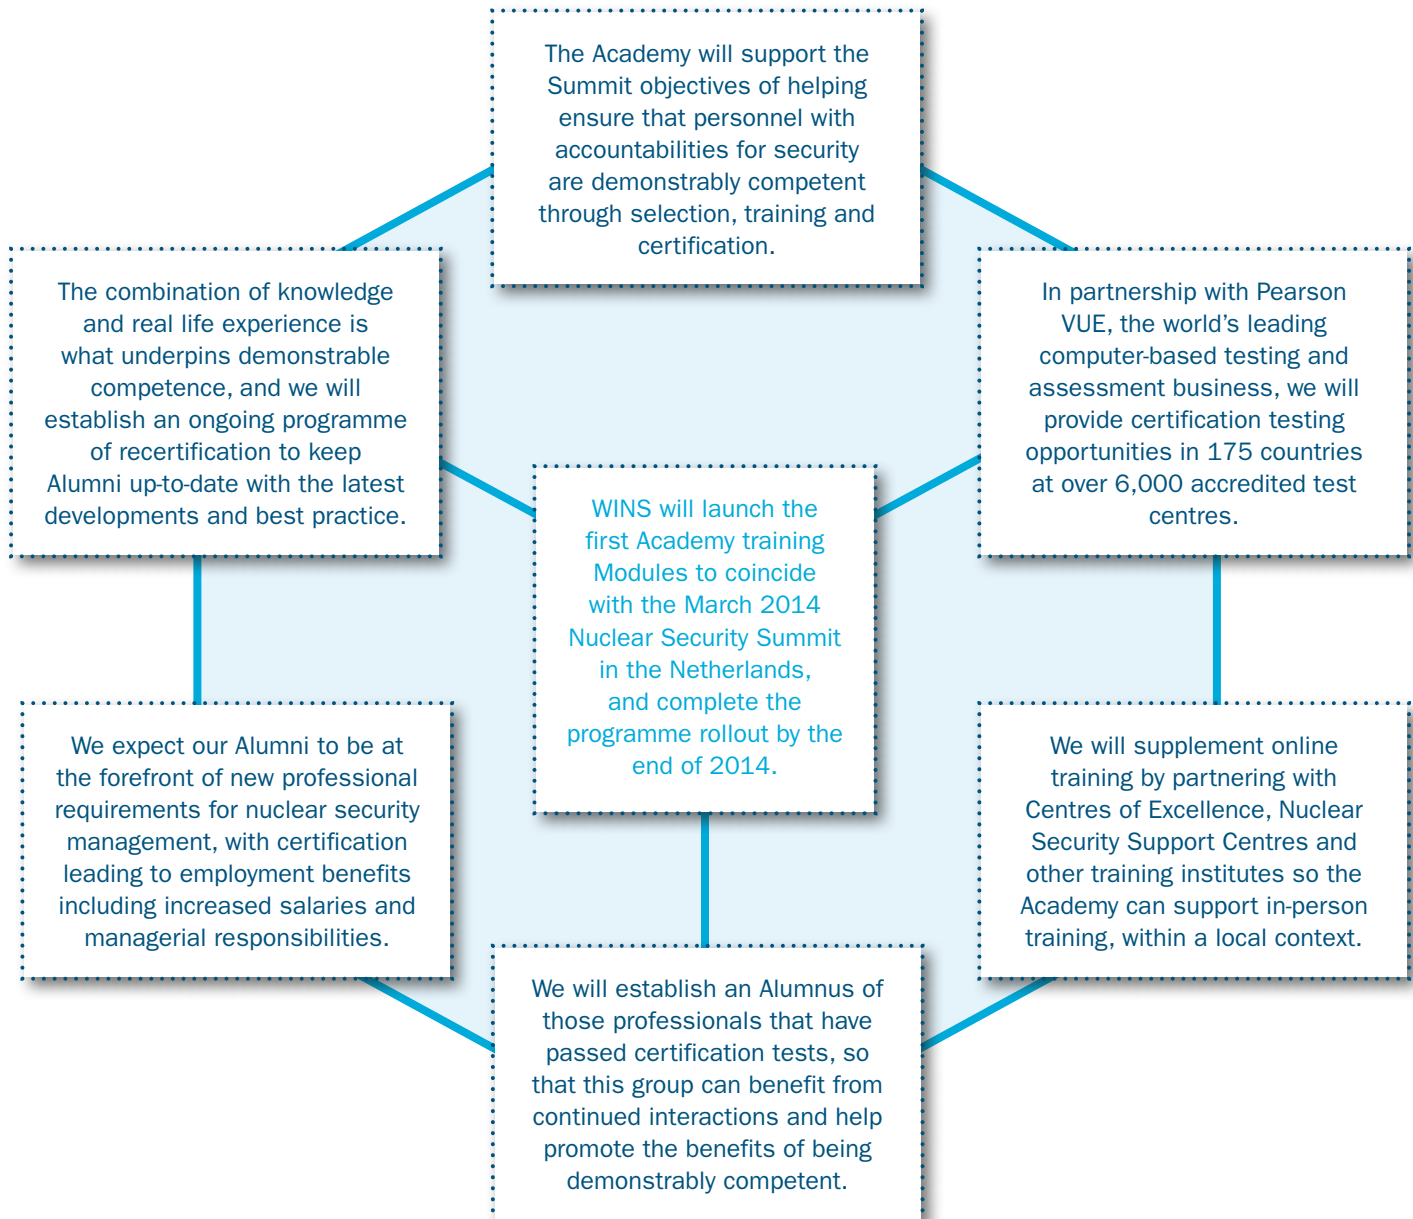 The Academy will support the
Summit objectives of helping
ensure that personnel with
accountabilities for security
are demonstrably competent
through selection, training and
certification.
The combination of knowledge
and real life experience is
what underpins demonstrable
competence, and we will
establish an ongoing programme
of recertification to keep
Alumni up-to-date with the latest
developments and best practice.
In partnership with Pearson
VUE, the world’s leading
computer-based testing and
assessment business, we will
provide certification testing
opportunities in 175 countries
at over 6,000 accredited test
centres.
WINS will launch the
first Academy training
Modules to coincide
with the March 2014
Nuclear Security Summit
in the Netherlands,
and complete the
programme rollout by the
end of 2014.
We expect our Alumni to be at
the forefront of new professional
requirements for nuclear security
management, with certification
leading to employment benefits
including increased salaries and
managerial responsibilities.
We will supplement online
training by partnering with
Centres of Excellence, Nuclear
Security Support Centres and
other training institutes so the
Academy can support in-person
training, within a local context.
We will establish an Alumnus of
those professionals that have
passed certification tests, so
that this group can benefit from
continued interactions and help
promote the benefits of being
demonstrably competent.